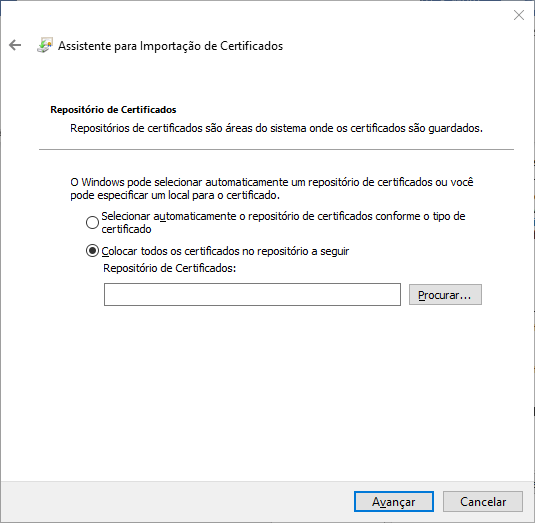 Assistente para Importação de Certificados
Repositório de Certificados
Repositórios de certificados são áreas do sistema onde os certificados são guardados.
O Windows pode selecionar automaticamente um repositório de certificados ou você
pode especificar um local para o certificado.
Selecionar automaticamente o repositório de certificados conforme o tipo de
certificado
Colocar todos os certificados no repositório a seguir
Repositório de Certificados:
Procurar...
Avançar
Cancelar